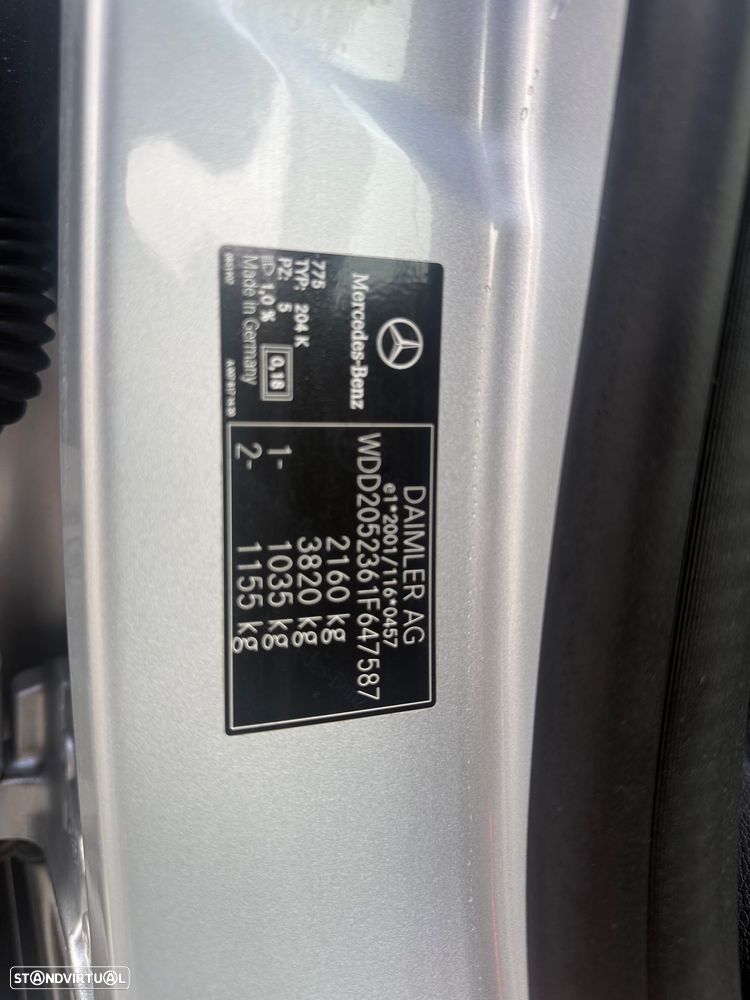 Mercedes-Benz
775
TYP: 204 K
PZ: 5
ID 1,0 %
0,18
Made in Germany
DAIMLER AG
e1*2001/116*0457
WDD2052361F647587
2160 kg
3820 kg
1- 1035 kg
2- 1155 kg
STANDVIRTUAL